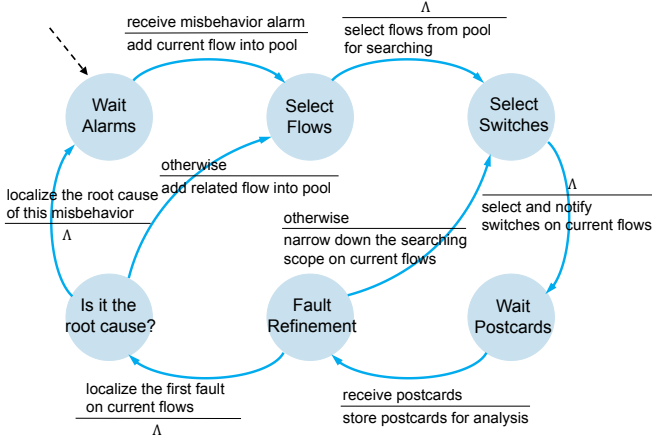 receive misbehavior alarm
add current flow into pool
Λ
select flows from pool
for searching
Wait
Alarms
Select
Flows
Select
Switches
otherwise
add related flow into pool
localize the root cause
of this misbehavior
Λ
Λ
select and notify
switches on current flows
otherwise
narrow down the searching
scope on current flows
Is it the
root cause?
Fault
Refinement
Wait
Postcards
localize the first fault
on current flows
Λ
receive postcards
store postcards for analysis